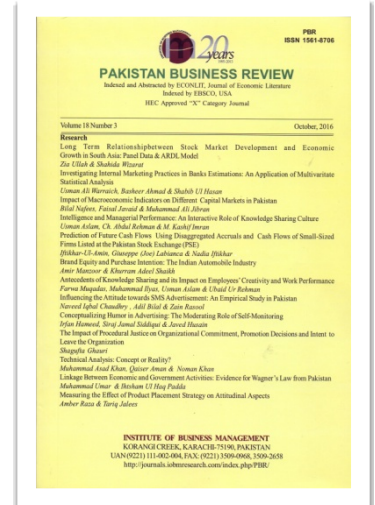 PBR
ISSN 1561-8706
20 years
PAKISTAN BUSINESS REVIEW
Indexed and Abstracted by ECONLIT, Journal of Economic Literature
Indexed by EBSCO, USA
HEC Approved "X" Category Journal
Volume 18 Number 3 October, 2016
Research
Long Term Relationshipbetween Stock Market Development and Economic
Growth in South Asia: Panel Data & ARDL Model
Zia Ullah & Shahida Wizarat
Investigating Internal Marketing Practices in Banks Estimations: An Application of Multivaritate
Statistical Analysis
Usman Ali Warraich, Basheer Ahmad & Shabib Ul Hasan
Impact of Macroeconomic Indicators on Different Capital Markets in Pakistan
Bilal Nafees, Faisal Javaid & Muhammad Ali Jibran
Intelligence and Managerial Performance: An Interactive Role of Knowledge Sharing Culture
Usman Aslam, Ch. Abdul Rehman & M. Kashif Imran
Prediction of Future Cash Flows Using Disaggregated Accruals and Cash Flows of Small-Sized
Firms Listed at the Pakistan Stock Exchange (PSE)
Iftikhar-Ul-Amin, Giuseppe (Joe) Labianca & Nadia Iftikhar
Brand Equity and Purchase Intention: The Indian Automobile Industry
Amir Manzoor & Khurram Adeel Shaikh
Antecedents of Knowledge Sharing and its Impact on Employees' Creativity and Work Performance
Farwa Muqadas, Muhammad Ilyas, Usman Aslam & Ubaid Ur Rehman
Influencing the Attitude towards SMS Advertisement: An Empirical Study in Pakistan
Naveed Iqbal Chaudhry , Adil Bilal & Zain Rasool
Conceptualizing Humor in Advertising: The Moderating Role of Self-Monitoring
Irfan Hameed, Siraj Jamal Siddiqui & Javed Husain
The Impact of Procedural Justice on Organizational Commitment, Promotion Decisions and Intent to
Leave the Organization
Shagufta Ghauri
Technical Analysis: Concept or Reality?
Muhammad Asad Khan, Qaiser Aman & Noman Khan
Linkage Between Economic and Government Activities: Evidence for Wagner's Law from Pakistan
Muhammad Umar & Ihtsham Ul Haq Padda
Measuring the Effect of Product Placement Strategy on Attitudinal Aspects
Amber Raza & Tariq Jalees
INSTITUTE OF BUSINESS MANAGEMENT
KORANGI CREEK, KARACHI-75190, PAKISTAN
UAN (9221) 111-002-004, FAX: (9221) 3509-0968, 3509-2658
http://journals.iobmresearch.com/index.php/PBR/